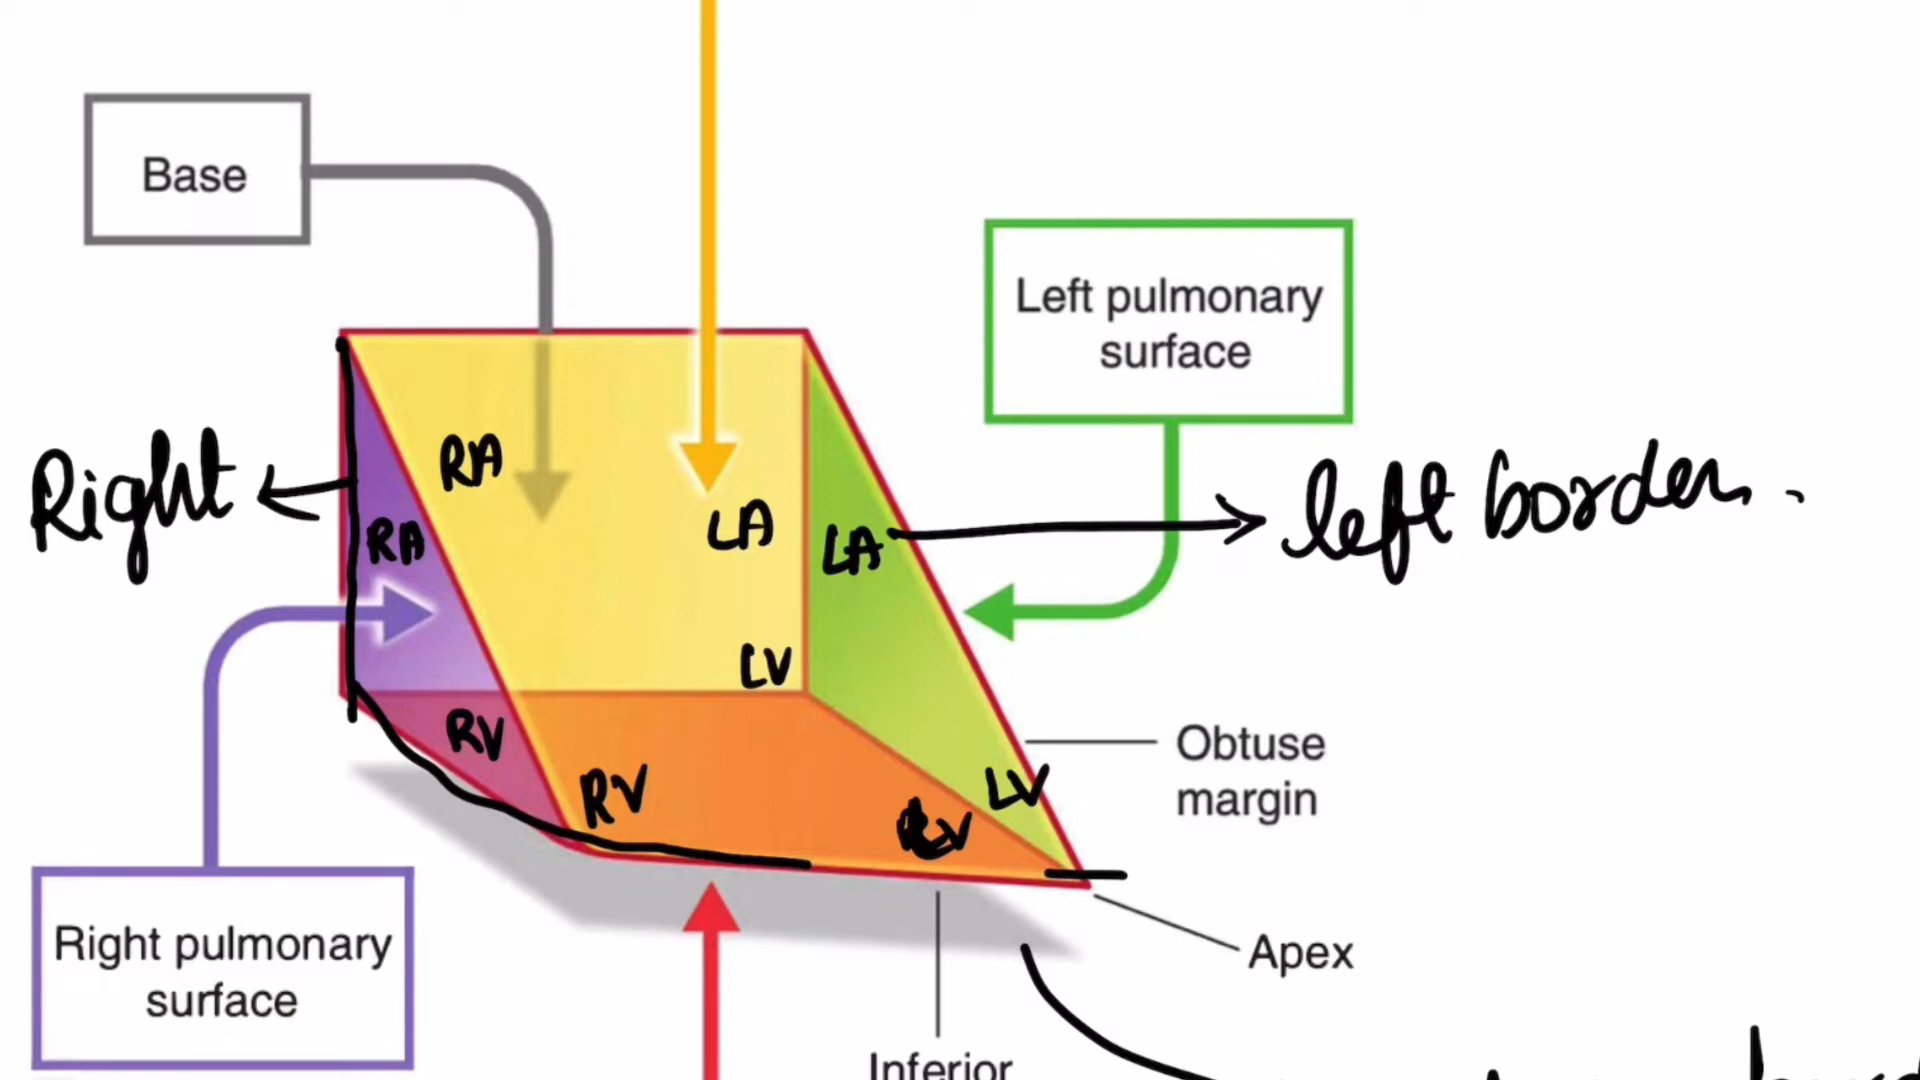 Base
Left pulmonary
surface
RA
Right
left border.
LA
RA
LA
LV
RV
Obtuse
margin
RV
LV
LV
Right pulmonary
surface
Apex
Inferior